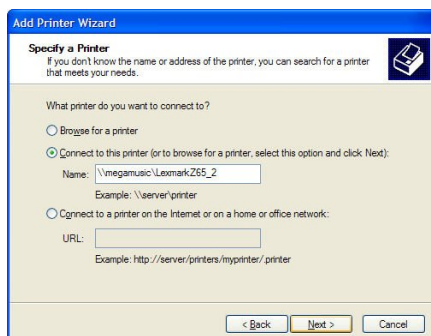 Add Printer Wizard
Specify a Printer
If you don't know the name or address of the printer, you can search for a printer
that meets your needs.
What printer do you want to connect to?
Browse for a printer
Connect to this printer (or to browse for a printer, select this option and click Next):
Name: \\megamusic\LexmarkZ65_2
Example: \\server\printer
Connect to a printer on the Internet or on a home or office network:
URL:
Example: http://server/printers/myprinter/.printer
< Back Next > Cancel